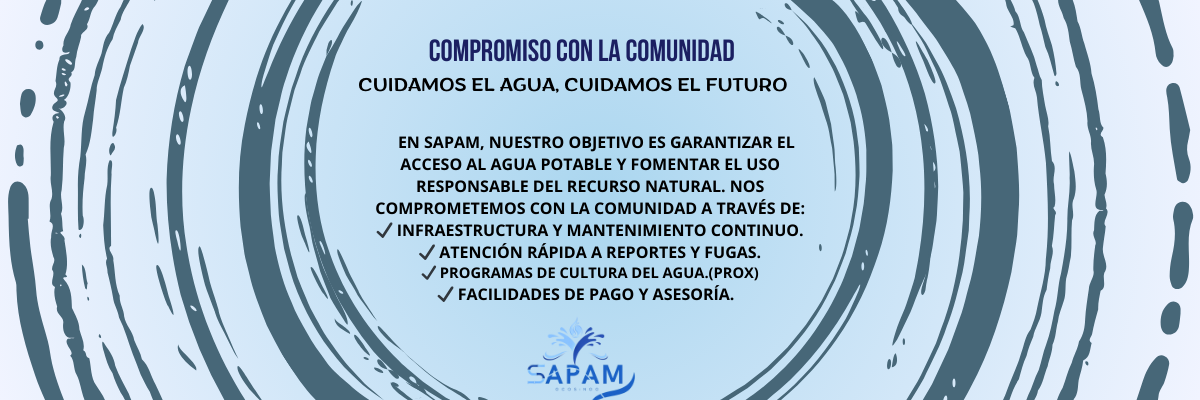 COMPROMISO CON LA COMUNIDAD
CUIDAMOS EL AGUA, CUIDAMOS EL FUTURO
EN SAPAM, NUESTRO OBJETIVO ES GARANTIZAR EL
ACCESO AL AGUA POTABLE Y FOMENTAR EL USO
RESPONSABLE DEL RECURSO NATURAL. NOS
COMPROMETEMOS CON LA COMUNIDAD A TRAVÉS DE:
✓ INFRAESTRUCTURA Y MANTENIMIENTO CONTINUO.
✓ ATENCIÓN RÁPIDA A REPORTES Y FUGAS.
✓ PROGRAMAS DE CULTURA DEL AGUA.(PROX)
✓ FACILIDADES DE PAGO Y ASESORÍA.
SAPAM